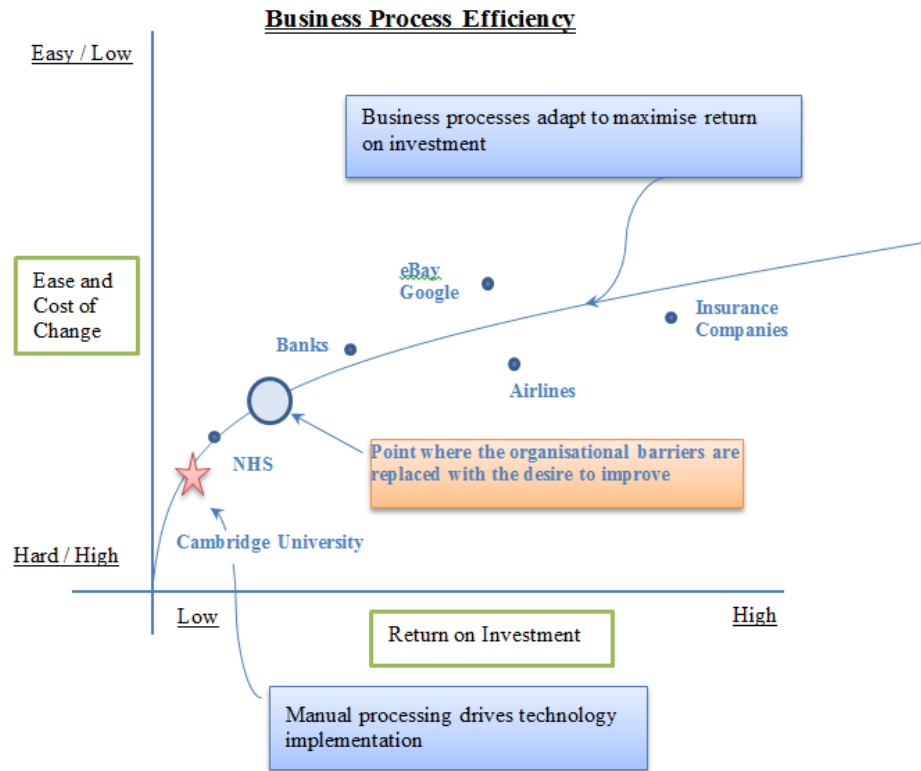 Business Process Efficiency
Easy / Low
Business processes adapt to maximise return
on investment
Ease and
Cost of
Change
eBay
Google
Insurance
Companies
Banks
Airlines
Point where the organisational barriers are
replaced with the desire to improve
NHS
Cambridge University
Hard / High
Low
High
Return on Investment
Manual processing drives technology
implementation